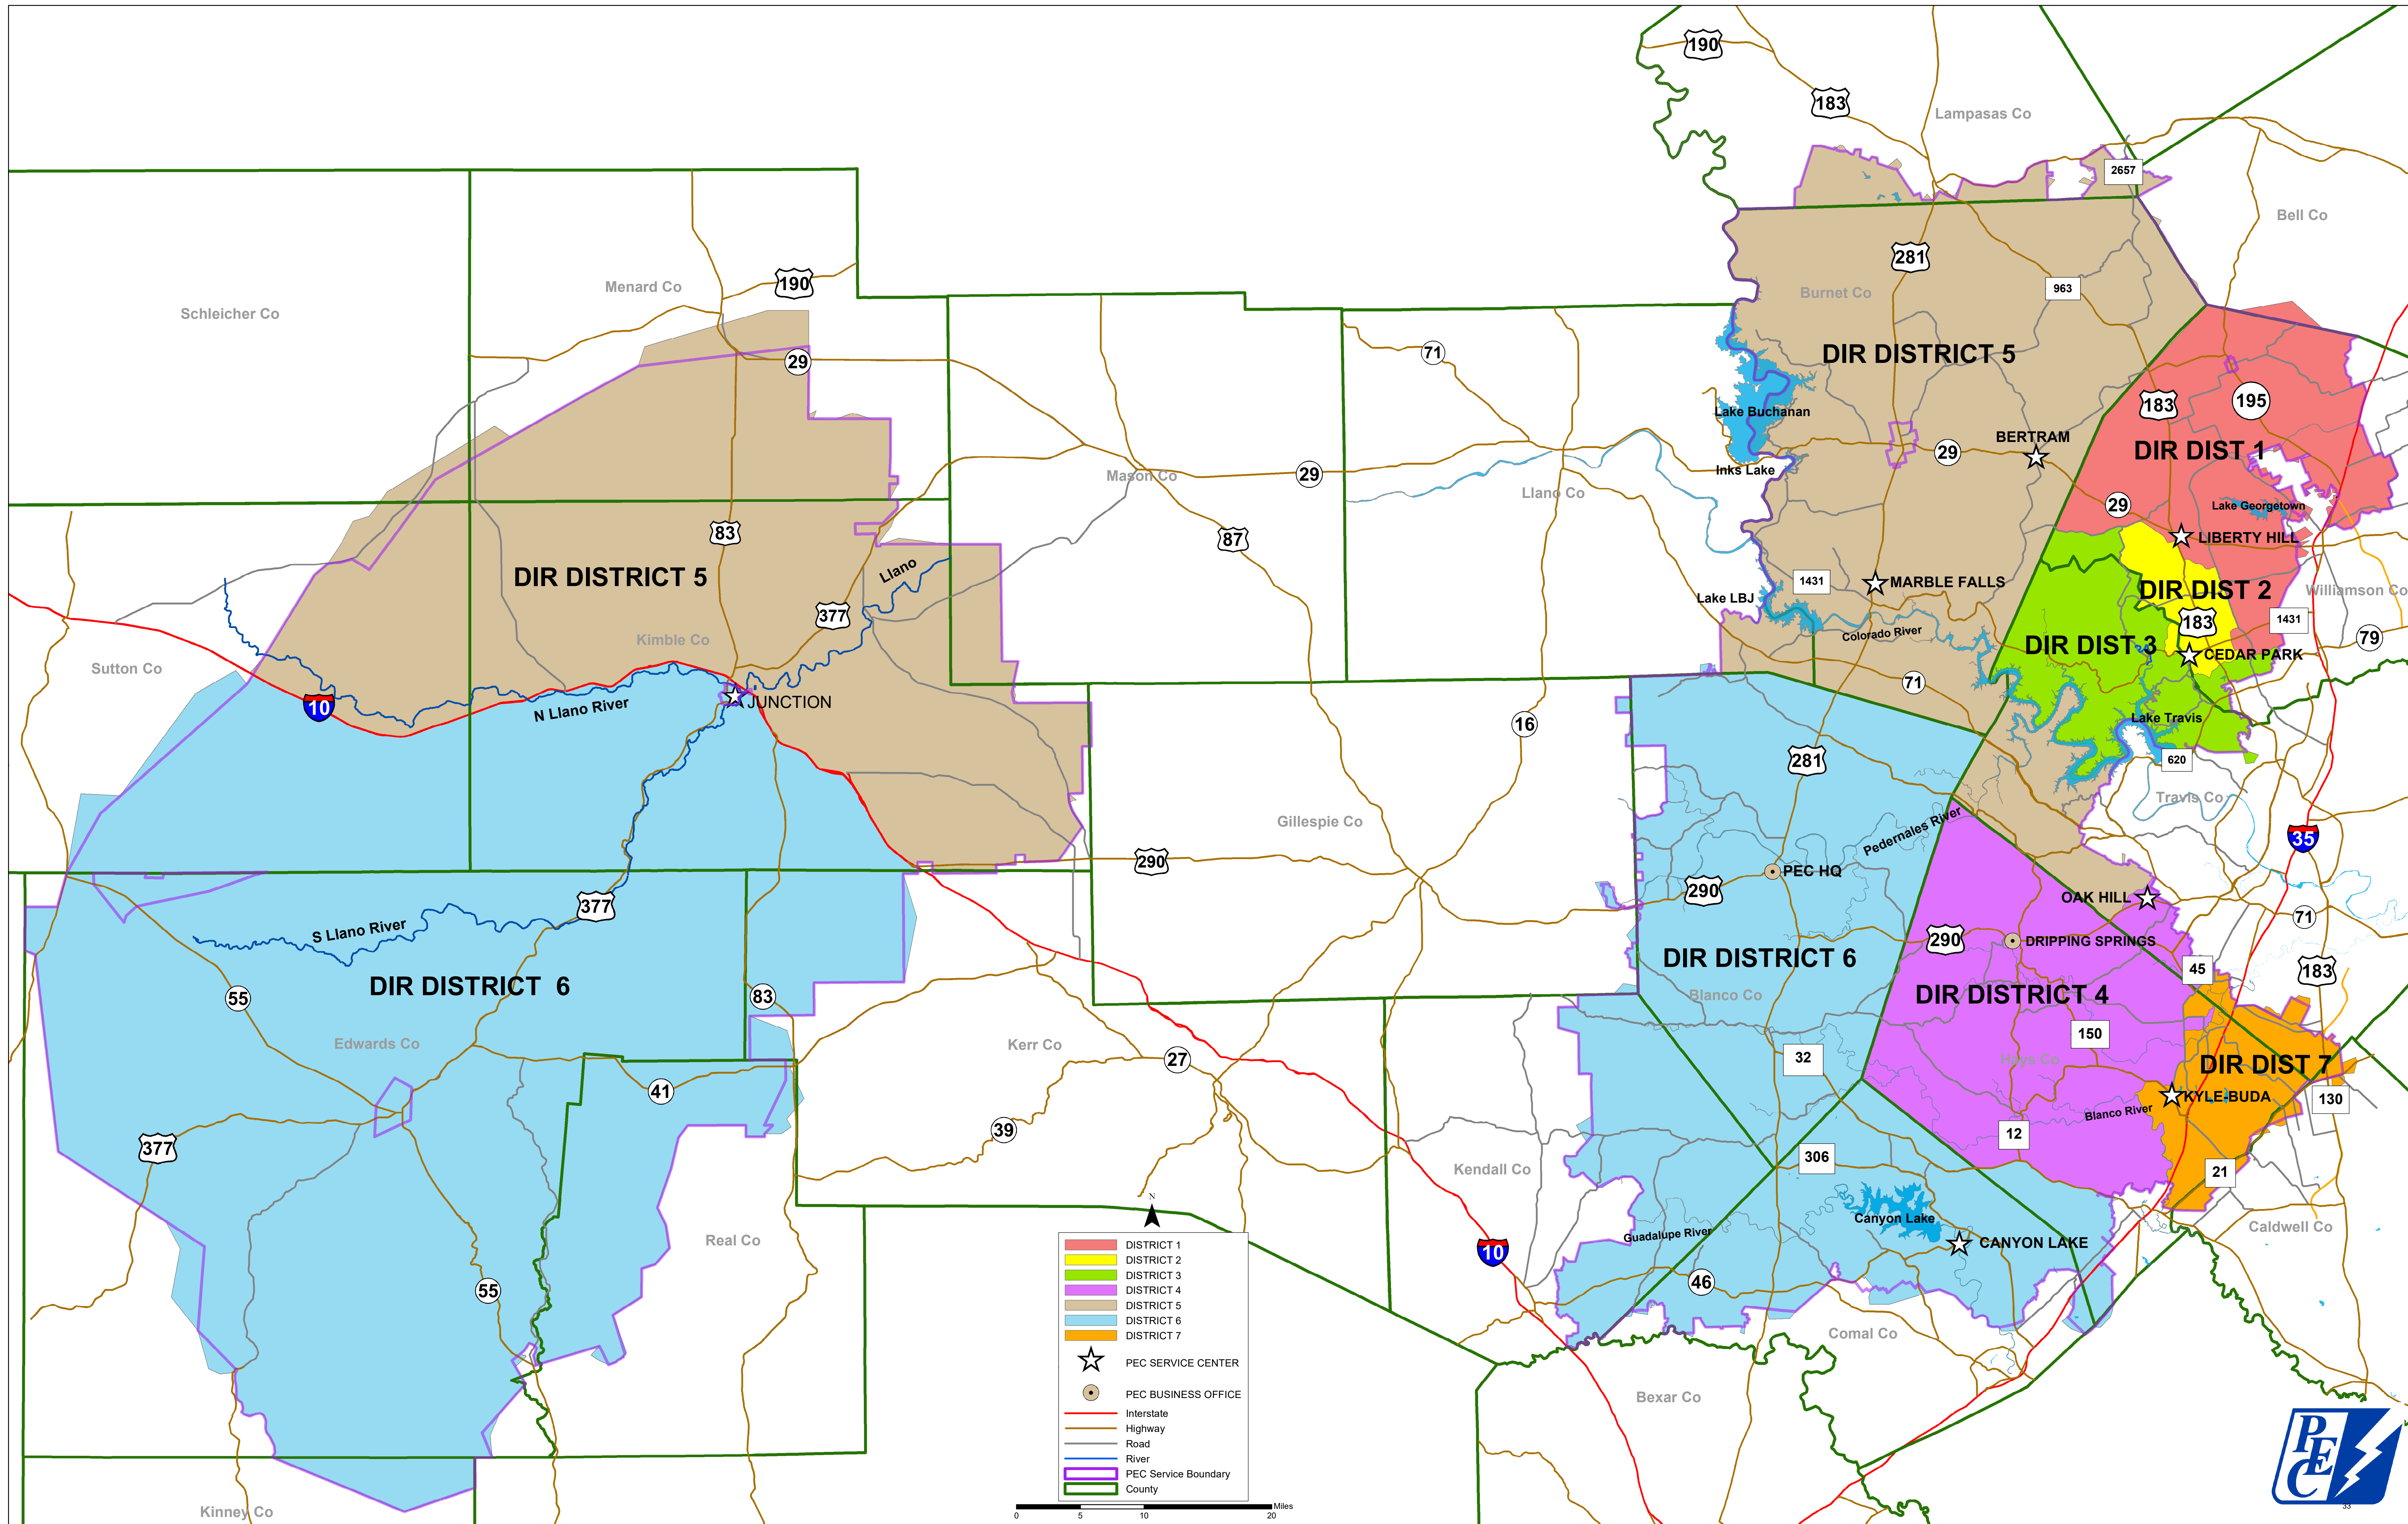 190
183
Lampasas Co
2657
Bell Co
Schleicher Co
Menard Co
190
281
Burnet Co
963
DIR DISTRICT 5
29
71
183
195
Lake Buchanan
BERTRAM
DIR DIST 1
29
Inks Lake
Mason Co
29
Llano Co
29
Lake Georgetown
83
87
LIBERTY HILL
DIR DISTRICT 5
Llano
1431
MARBLE FALLS
DIR DIST 2
Williamson Co
Lake LBJ
377
183
1431
Colorado River
79
Kimble Co
DIR DIST 3
CEDAR PARK
Sutton Co
71
10
N Llano River
JUNCTION
16
Lake Travis
281
620
Travis Co
Gillespie Co
Pedernales River
35
290
PEC HQ
290
OAK HILL
377
71
S Llano River
290
DRIPPING SPRINGS
DIR DISTRICT 6
45
183
DIR DISTRICT 6
55
83
Blanco Co
DIR DISTRICT 4
150
Edwards Co
Kerr Co
27
32
Hays Co
DIR DIST 7
41
KYLE-BUDA
130
39
Blanco River
377
12
306
Kendall Co
21
Canyon Lake
Caldwell Co
Real Co
Guadalupe River
CANYON LAKE
10
46
55
Comal Co
Bexar Co
Kinney Co
N
DISTRICT 1
DISTRICT 2
DISTRICT 3
DISTRICT 4
DISTRICT 5
DISTRICT 6
DISTRICT 7
PEC SERVICE CENTER
PEC BUSINESS OFFICE
Interstate
Highway
Road
River
PEC Service Boundary
County
Miles
0 5 10 20
PEC
33